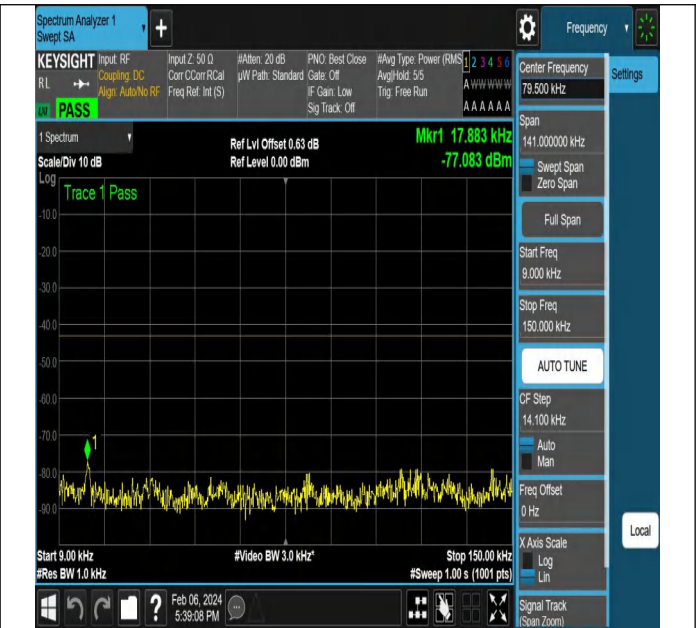 Spectrum Analyzer 1
Swept SA
+
Frequency
KEYSIGHT
RL
PASS
Input: RF
Coupling: DC
Align: Auto/No RF
Input Z: 50 Ω
Corr CCorr RCal
Freq Ref: Int (S)
#Atten: 20 dB
µW Path: Standard
PNO: Best Close
Gate: Off
IF Gain: Low
Sig Track: Off
#Avg Type: Power (RMS
Avg|Hold: 5/5
Trig: Free Run
1 2 3 4 5 6
A W W W W W
A A A A A A
1 Spectrum
Scale/Div 10 dB
Log
Ref Lvl Offset 0.63 dB
Ref Level 0.00 dBm
Mkr1 17.883 kHz
-77.083 dBm
Trace 1 Pass
-10.0
-20.0
-30.0
-40.0
-50.0
-60.0
-70.0
-80.0
-90.0
1
Start 9.00 kHz
#Res BW 1.0 kHz
#Video BW 3.0 kHz*
Stop 150.00 kHz
#Sweep 1.00 s (1001 pts)
Feb 06, 2024
5:39:08 PM
?
Center Frequency
79.500 kHz
Settings
Span
141.000000 kHz
Swept Span
Zero Span
Full Span
Start Freq
9.000 kHz
Stop Freq
150.000 kHz
AUTO TUNE
CF Step
14.100 kHz
Auto
Man
Freq Offset
0 Hz
X Axis Scale
Log
Lin
Signal Track
(Span Zoom)
Local